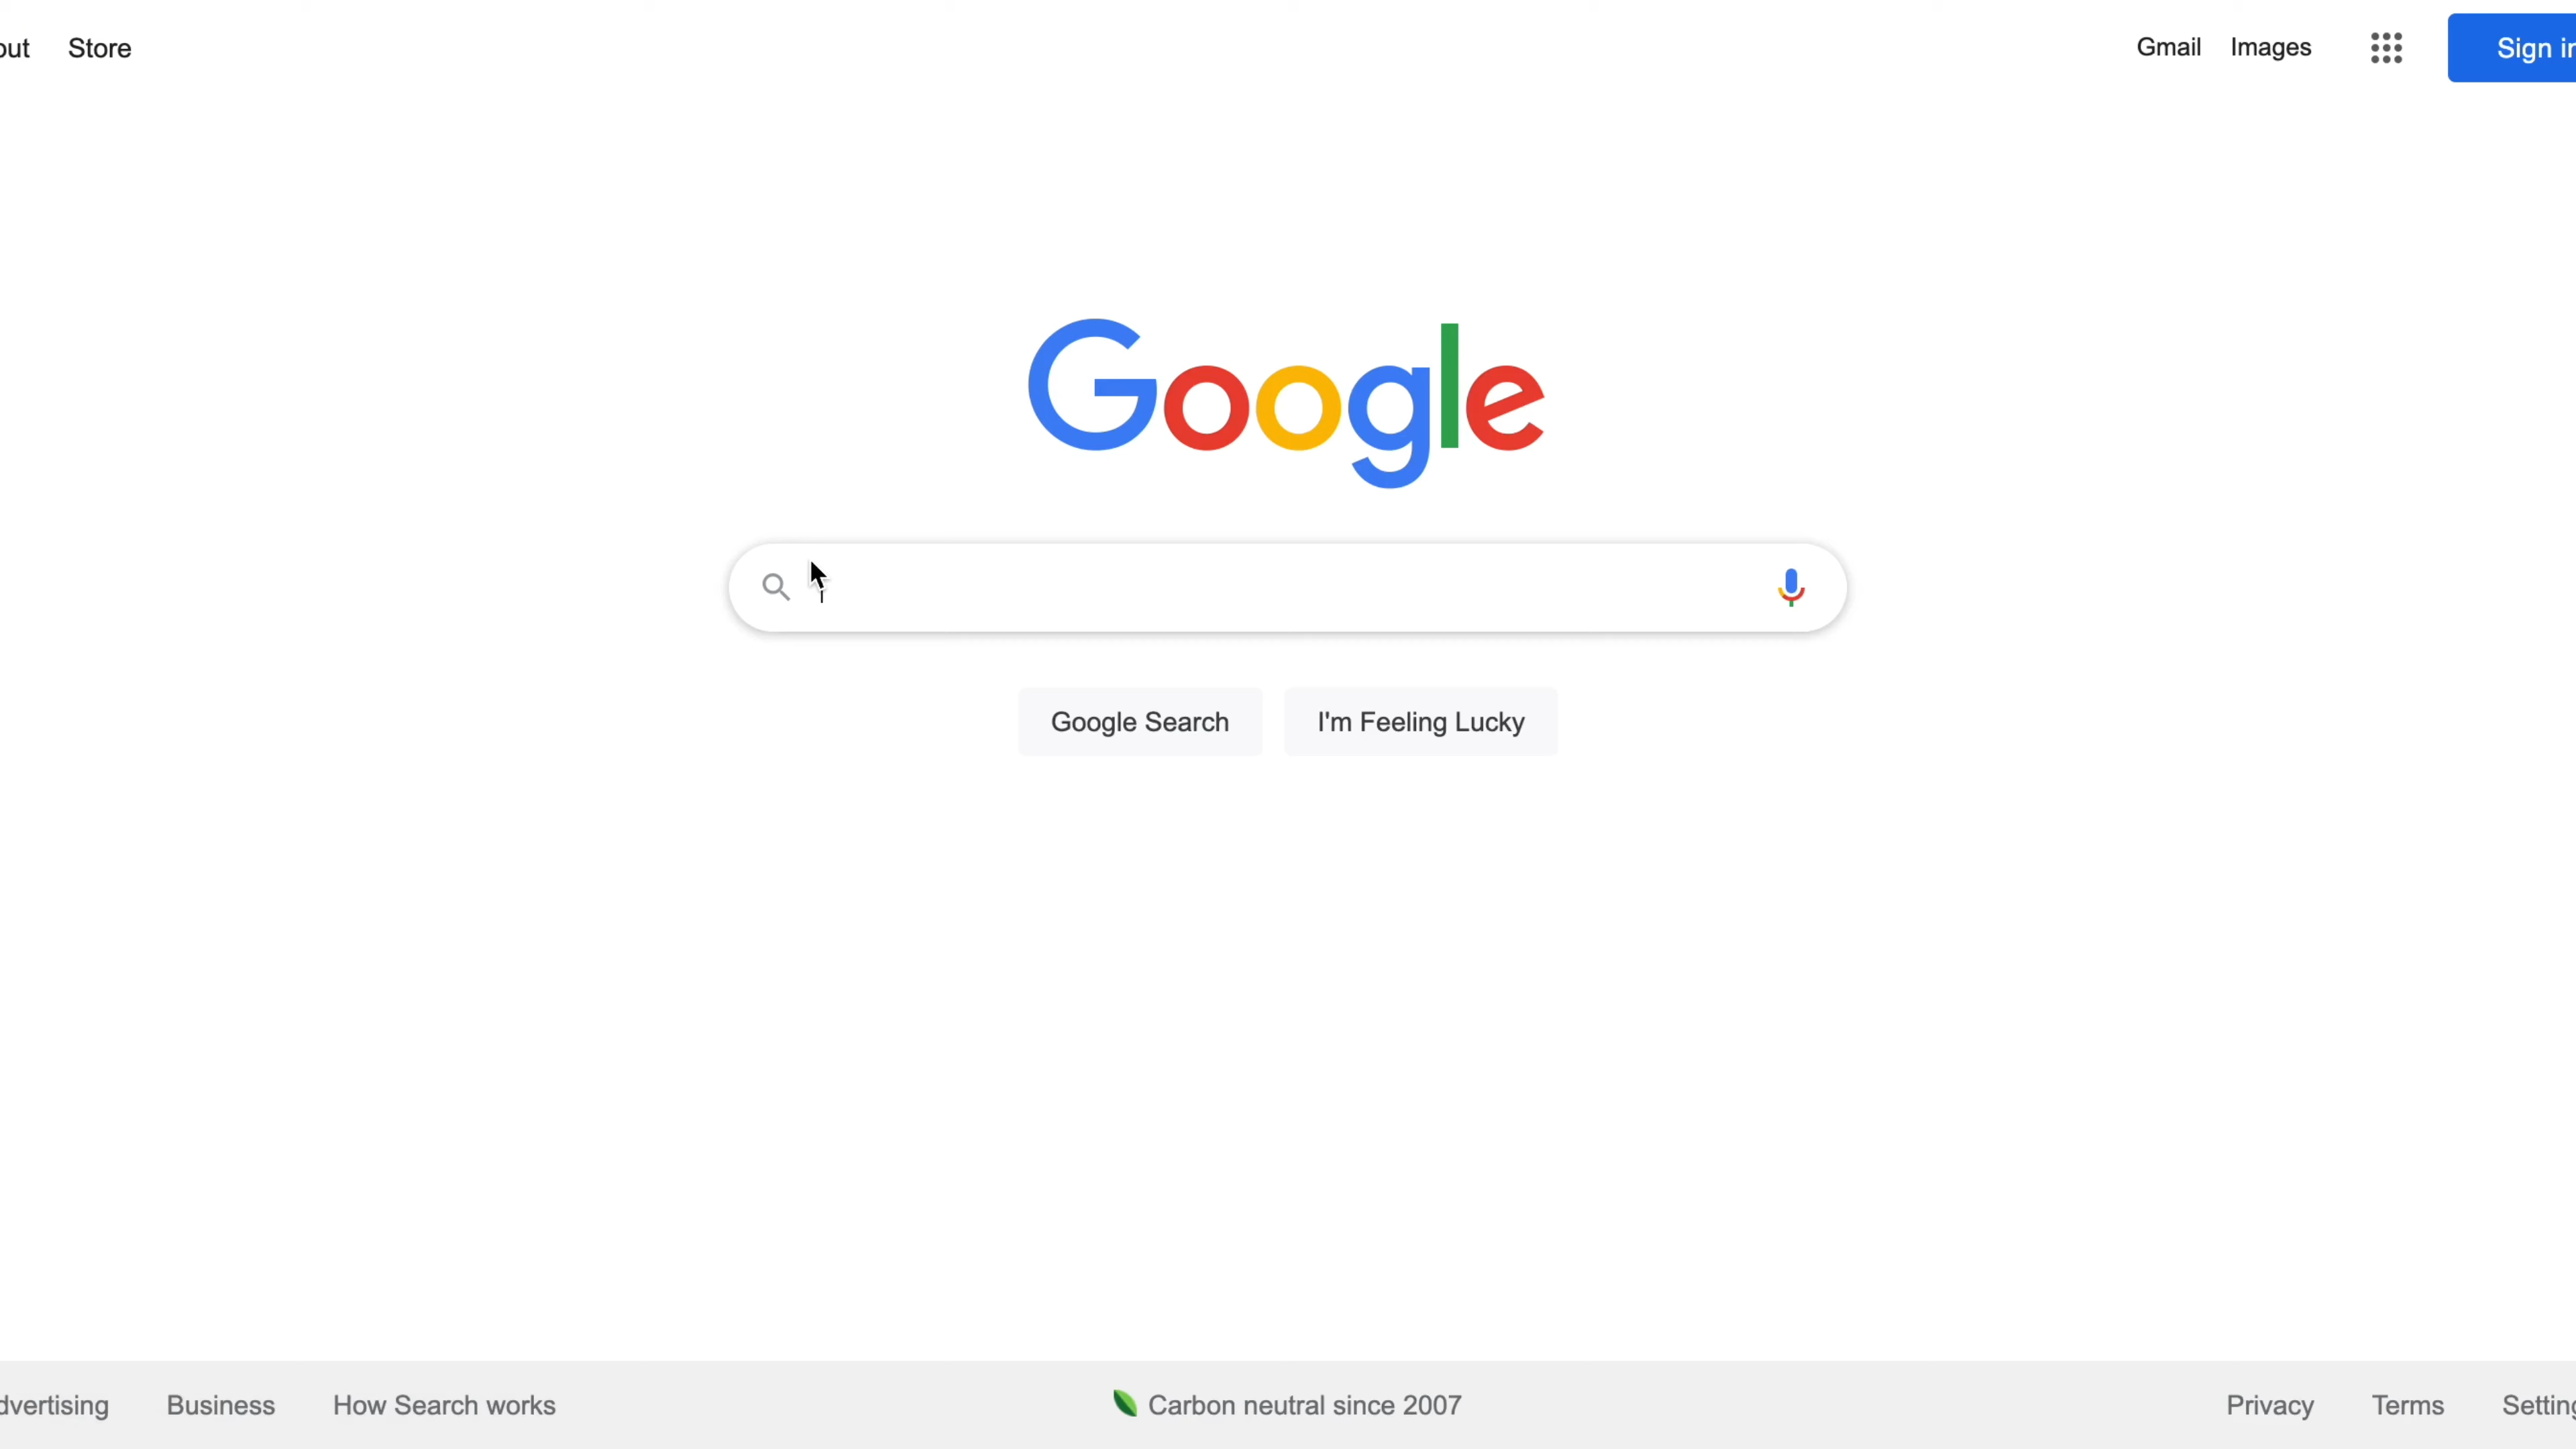 out Store Gmail Images Sign in
Google
Google Search I'm Feeling Lucky
dvertising Business How Search works Carbon neutral since 2007 Privacy Terms Setting